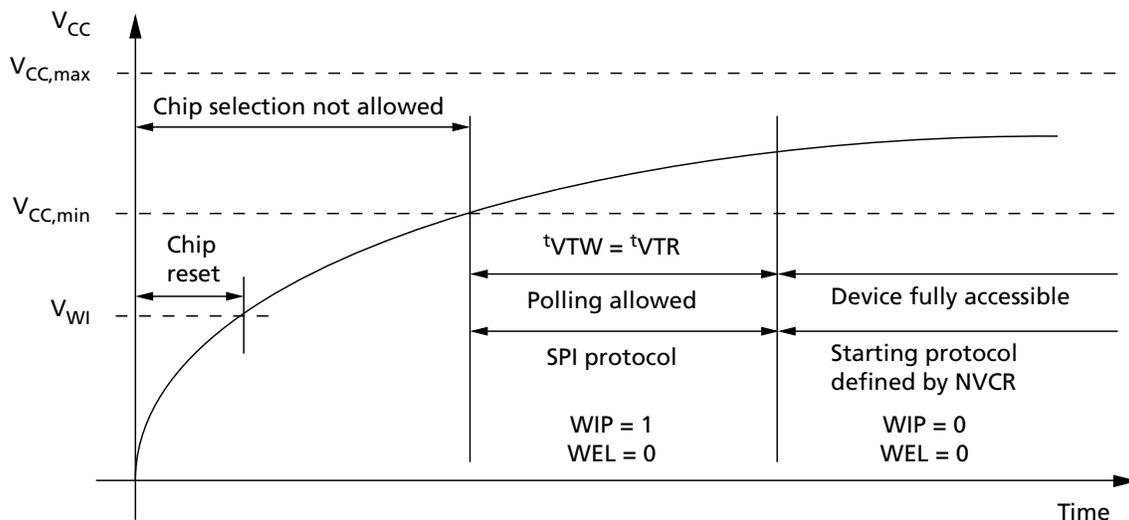 VCC
VCC,max
Chip selection not allowed
VCC,min
Chip
reset
tVTW = tVTR
Polling allowed
Device fully accessible
VWI
SPI protocol
Starting protocol
defined by NVCR
WIP = 1
WEL = 0
WIP = 0
WEL = 0
Time